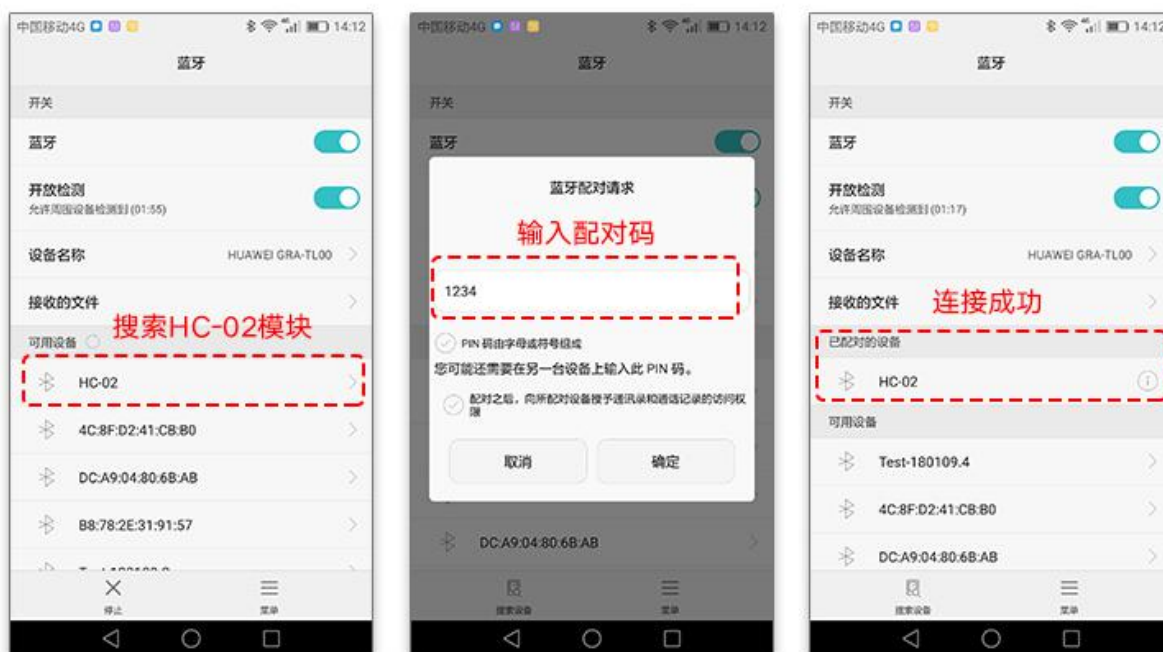 中国移动4G
14:12
蓝牙
开关
蓝牙
开放检测
允许周围设备检测到 (01:55)
设备名称 HUAWEI GRA-TL00
接收的文件
搜索HC-02模块
可用设备
HC-02
4C:8F:D2:41:CB:B0
DC:A9:04:80:6B:AB
B8:78:2E:31:91:57
停止 菜单
中国移动4G
14:12
蓝牙
开关
蓝牙
蓝牙配对请求
输入配对码
1234
PIN 码由字母或符号组成
您可能还需要在另一台设备上输入此 PIN 码。
配对之后，向所配对设备授予通讯录和通话记录的访问权
限
取消 确定
DC:A9:04:80:6B:AB
搜索设备 菜单
中国移动4G
14:12
蓝牙
开关
蓝牙
开放检测
允许周围设备检测到 (01:17)
设备名称 HUAWEI GRA-TL00
接收的文件
连接成功
已配对的设备
HC-02
可用设备
Test-180109.4
4C:8F:D2:41:CB:B0
DC:A9:04:80:6B:AB
搜索设备 菜单